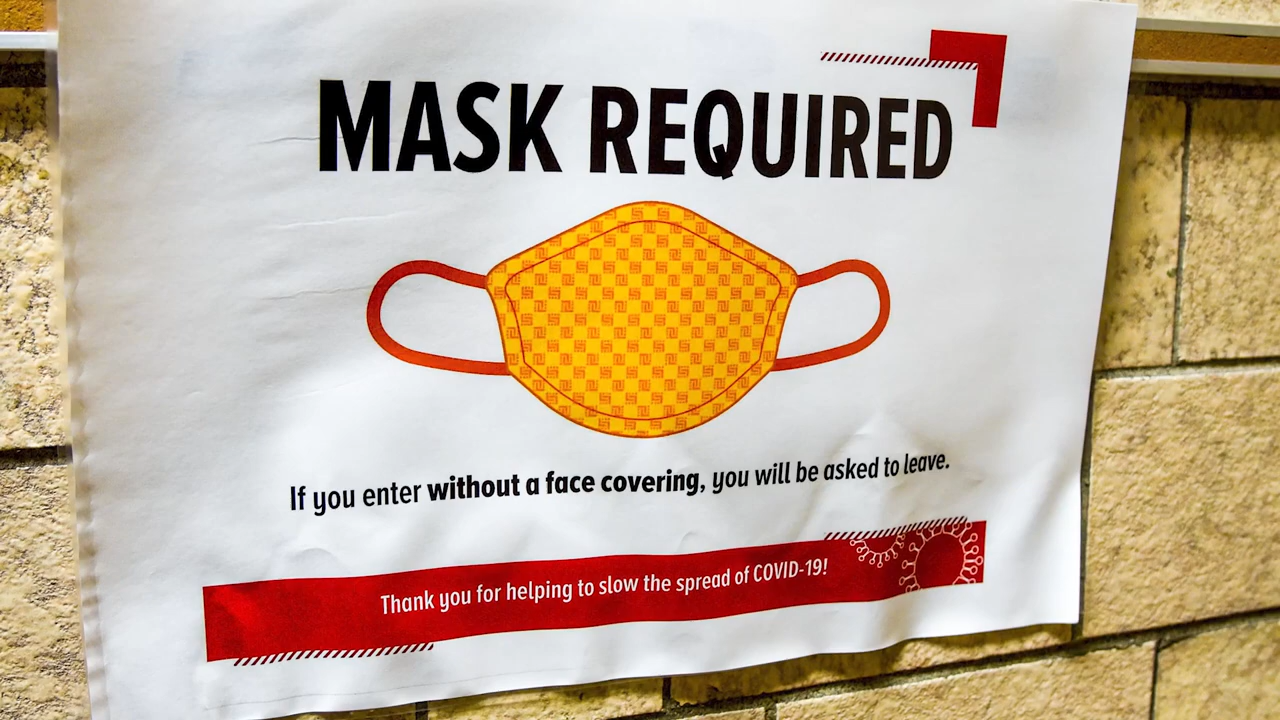 MASK REQUIRED
If you enter without a face covering, you will be asked to leave.
Thank you for helping to slow the spread of COVID-19!